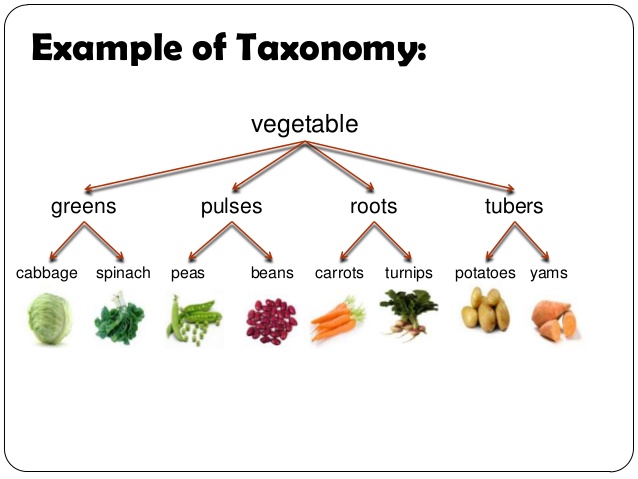 Example of Taxonomy:
vegetable
greens pulses roots tubers
cabbage spinach peas beans carrots turnips potatoes yams